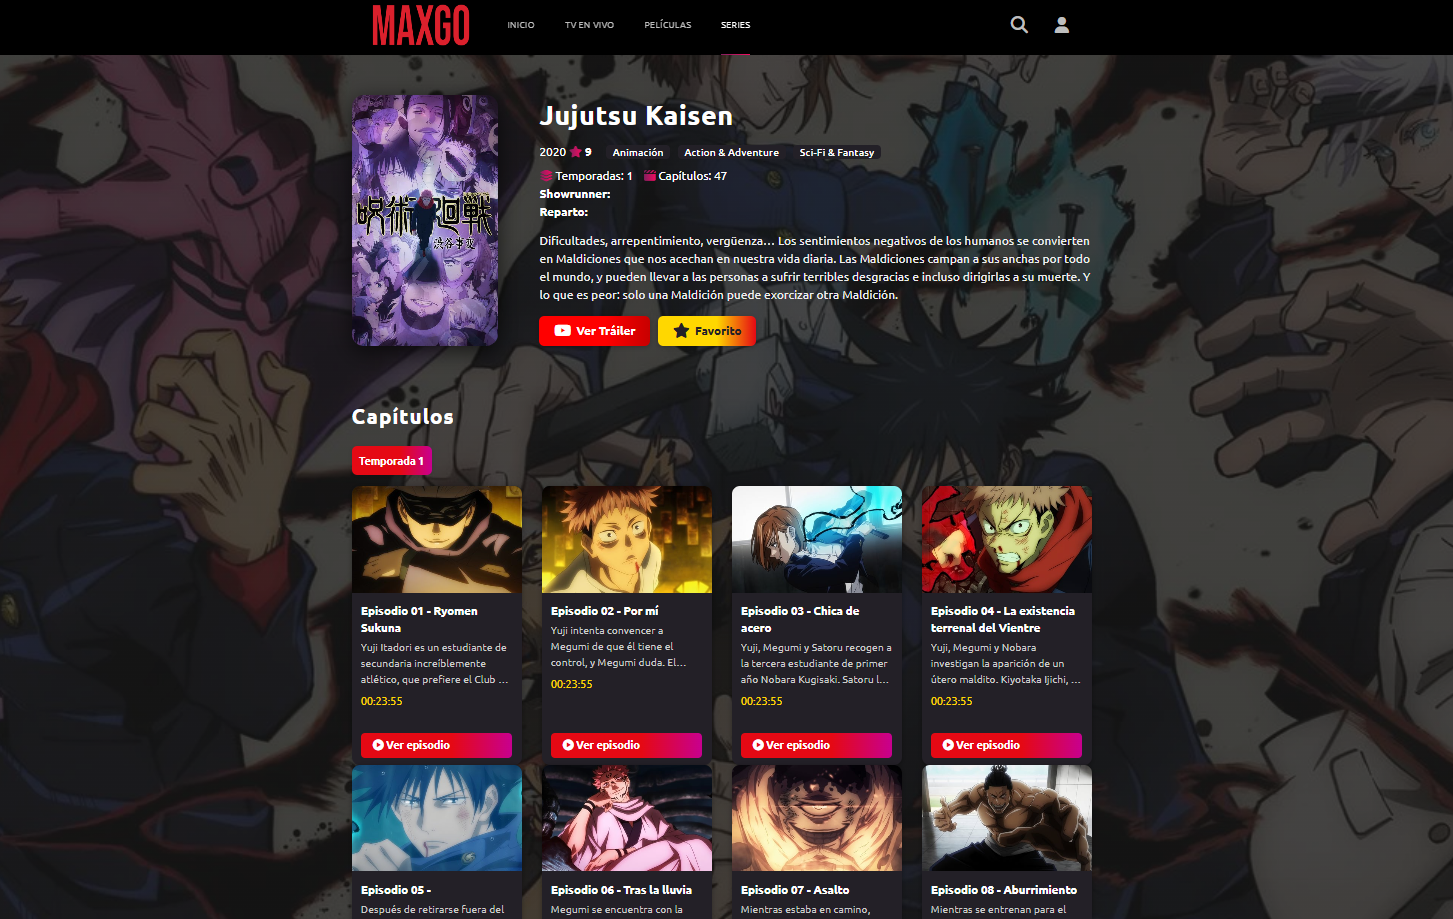 MAXGO
INICIO
TV EN VIVO
PELÍCULAS
SERIES
Jujutsu Kaisen
2020 9 Animación Action & Adventure Sci-Fi & Fantasy
Temporadas: 1 Capítulos: 47
Showrunner:
Reparto:
呪術廻戦
渋谷事変
Dificultades, arrepentimiento, vergüenza... Los sentimientos negativos de los humanos se convierten
en Maldiciones que nos acechan en nuestra vida diaria. Las Maldiciones campan a sus anchas por todo
el mundo, y pueden llevar a las personas a sufrir terribles desgracias e incluso dirigirlas a su muerte. Y
lo que es peor: solo una Maldición puede exorcizar otra Maldición.
Ver Tráiler
Favorito
Capítulos
Temporada 1
Episodio 01 - Ryomen
Sukuna
Yuji Itadori es un estudiante de
secundaria increíblemente
atlético, que prefiere el Club ...
00:23:55
Ver episodio
Episodio 02 - Por mí
Yuji intenta convencer a
Megumi de que él tiene el
control, y Megumi duda. El...
00:23:55
Ver episodio
Episodio 03 - Chica de
acero
Yuji, Megumi y Satoru recogen a
la tercera estudiante de primer
año Nobara Kugisaki. Satoru l...
00:23:55
Ver episodio
Episodio 04 - La existencia
terrenal del Vientre
Yuji, Megumi y Nobara
investigan la aparición de un
útero maldito. Kiyotaka Ijichi, ...
00:23:55
Ver episodio
Episodio 05 -
Después de retirarse fuera del
Episodio 06 - Tras la lluvia
Megumi se encuentra con la
Episodio 07 - Asalto
Mientras estaba en camino,
Episodio 08 - Aburrimiento
Mientras se entrenan para el